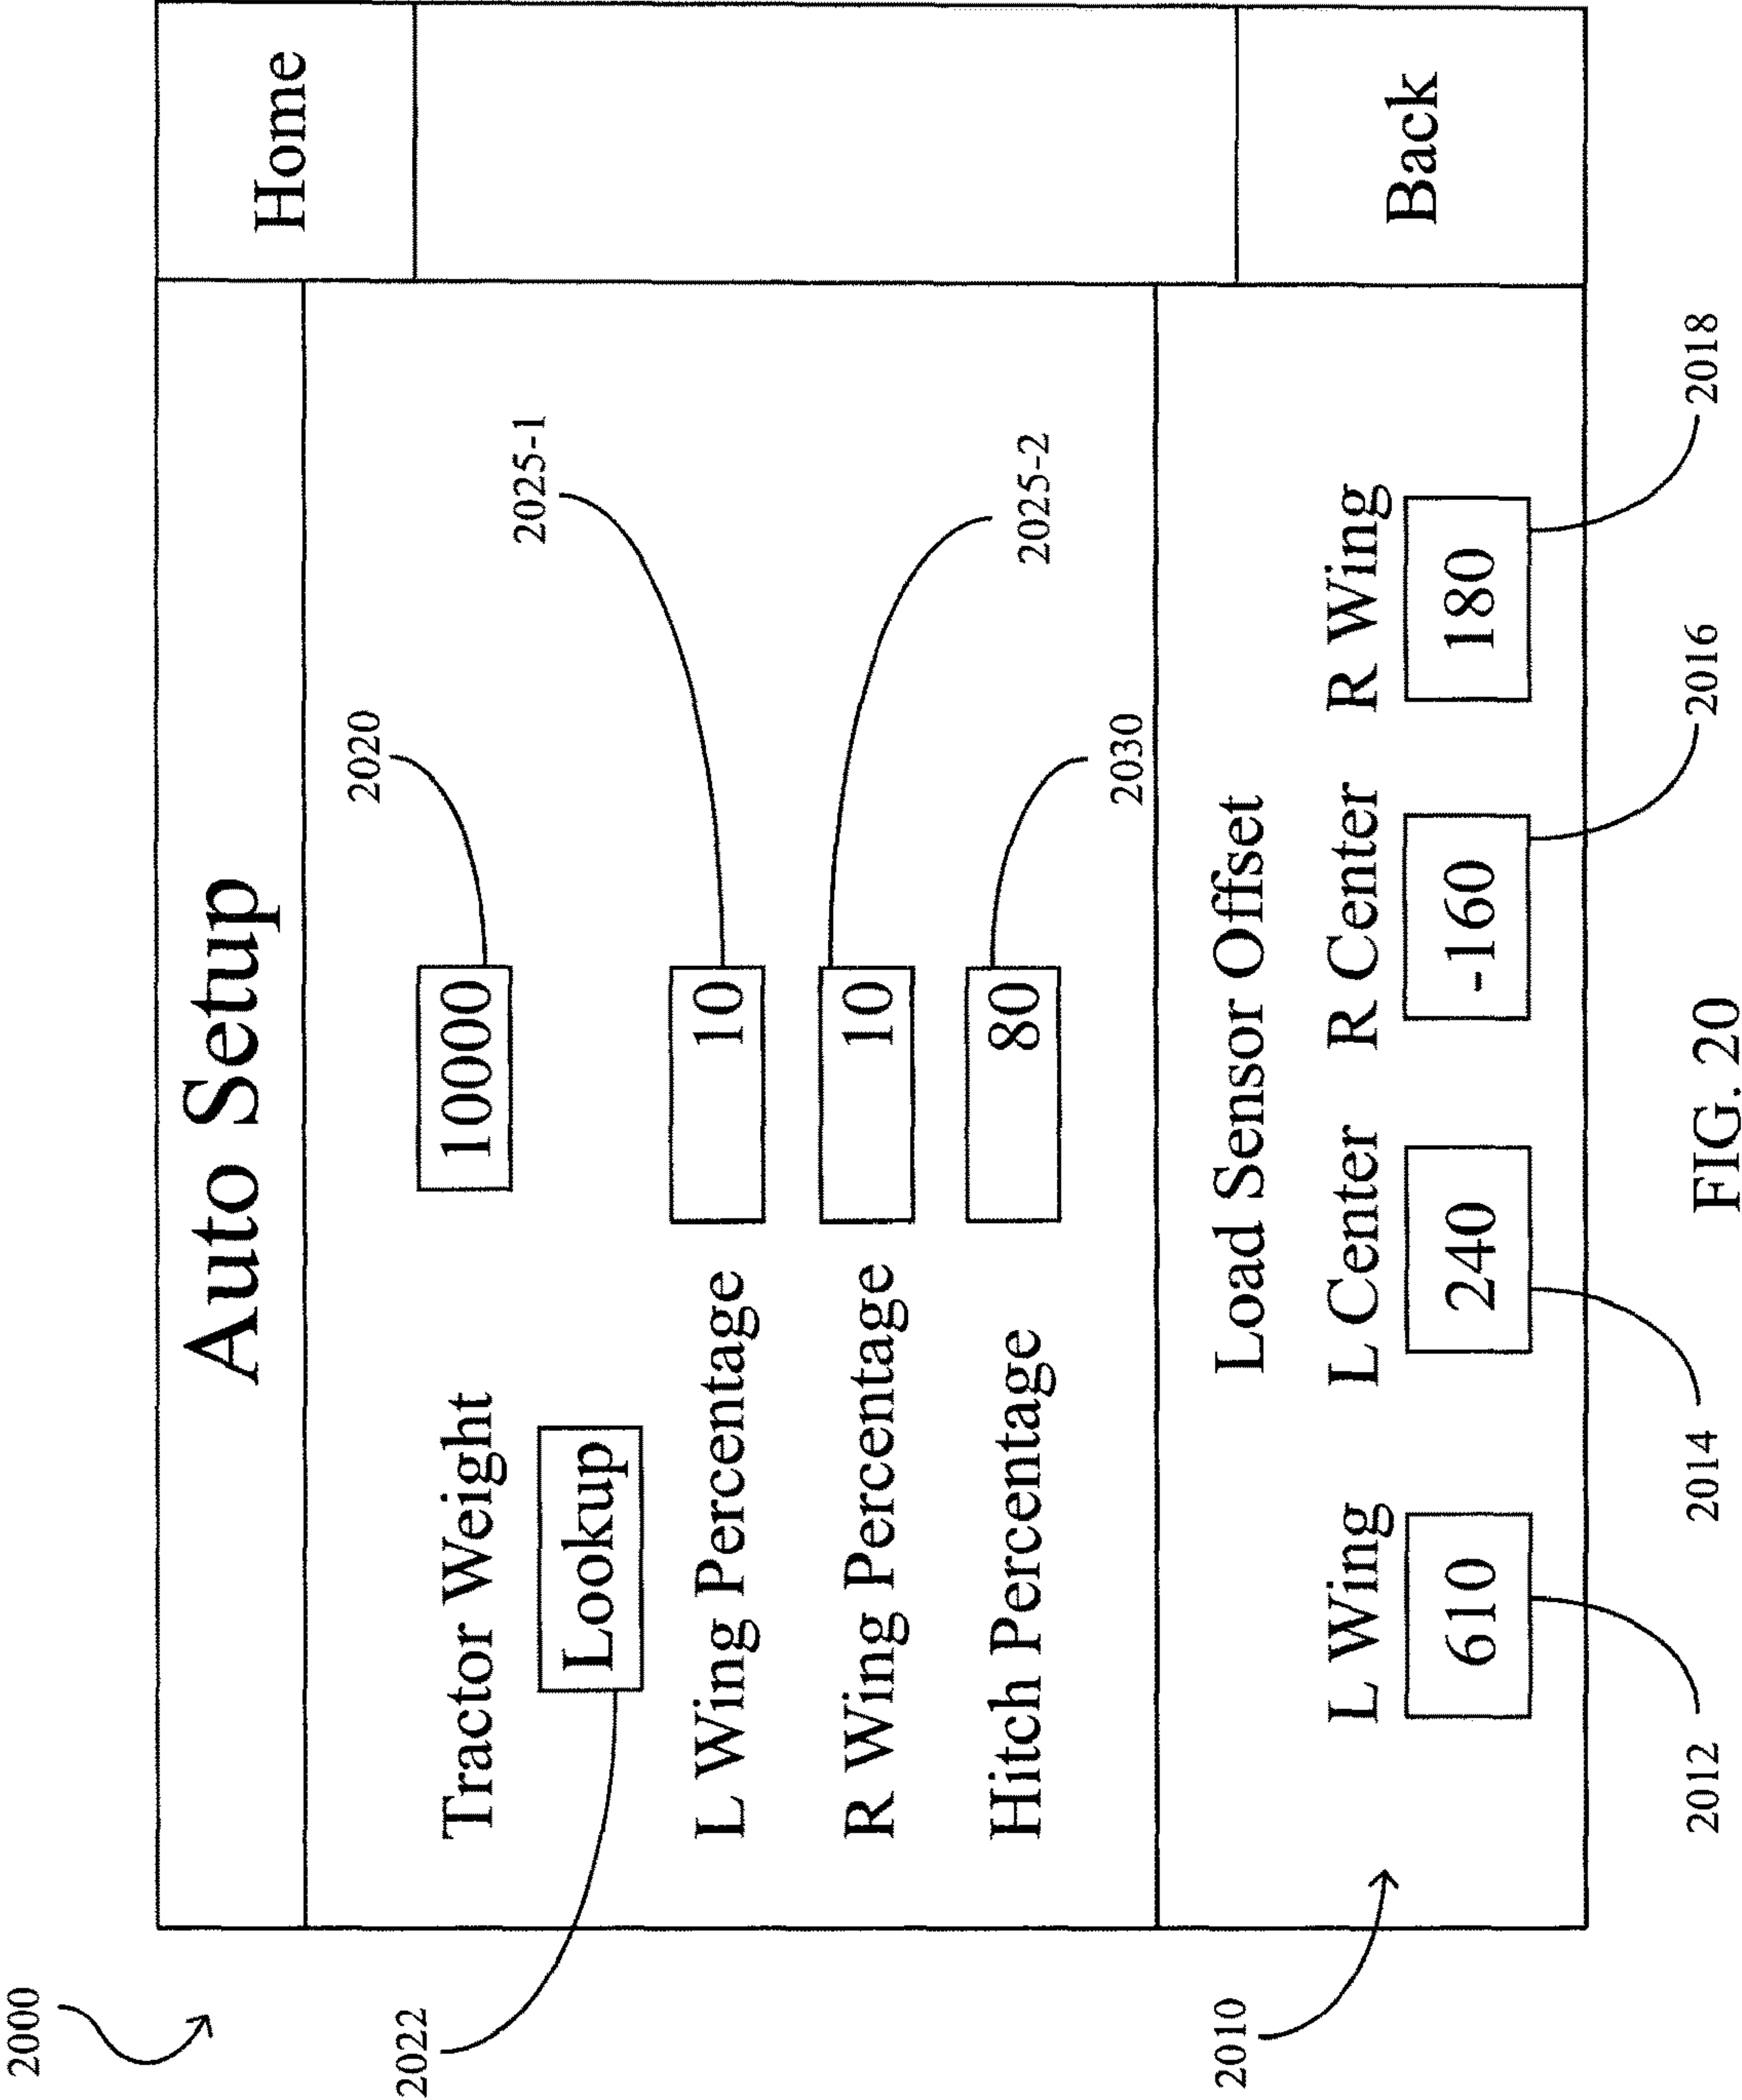 2000
Auto Setup
Home
2020
Tractor Weight 10000
2022
Lookup
2025-1
L Wing Percentage 10
R Wing Percentage 10
2025-2
Hitch Percentage 80
2030
2010
Load Sensor Offset
L Wing L Center R Center R Wing
610 240 -160 180
Back
2012 2014 2016 2018
FIG. 20